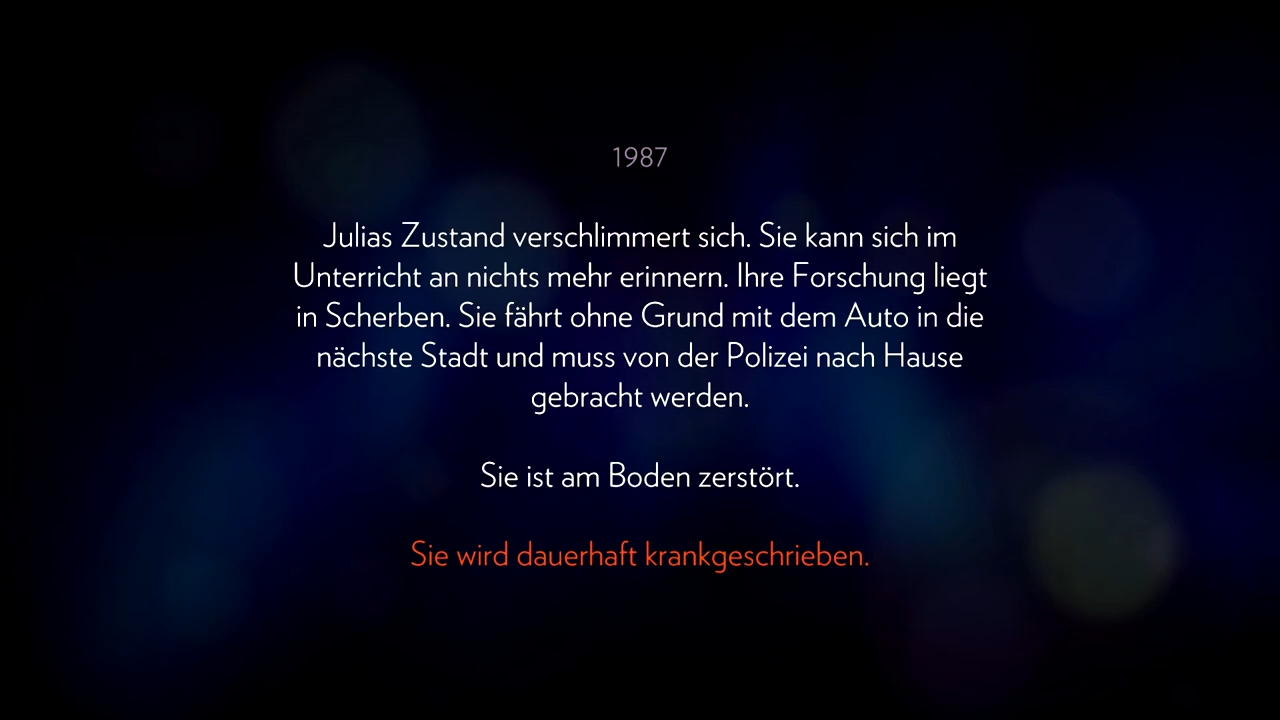 1987
Julias Zustand verschlimmert sich. Sie kann sich im
Unterricht an nichts mehr erinnern. Ihre Forschung liegt
in Scherben. Sie fährt ohne Grund mit dem Auto in die
nächste Stadt und muss von der Polizei nach Hause
gebracht werden.
Sie ist am Boden zerstört.
Sie wird dauerhaft krankgeschrieben.